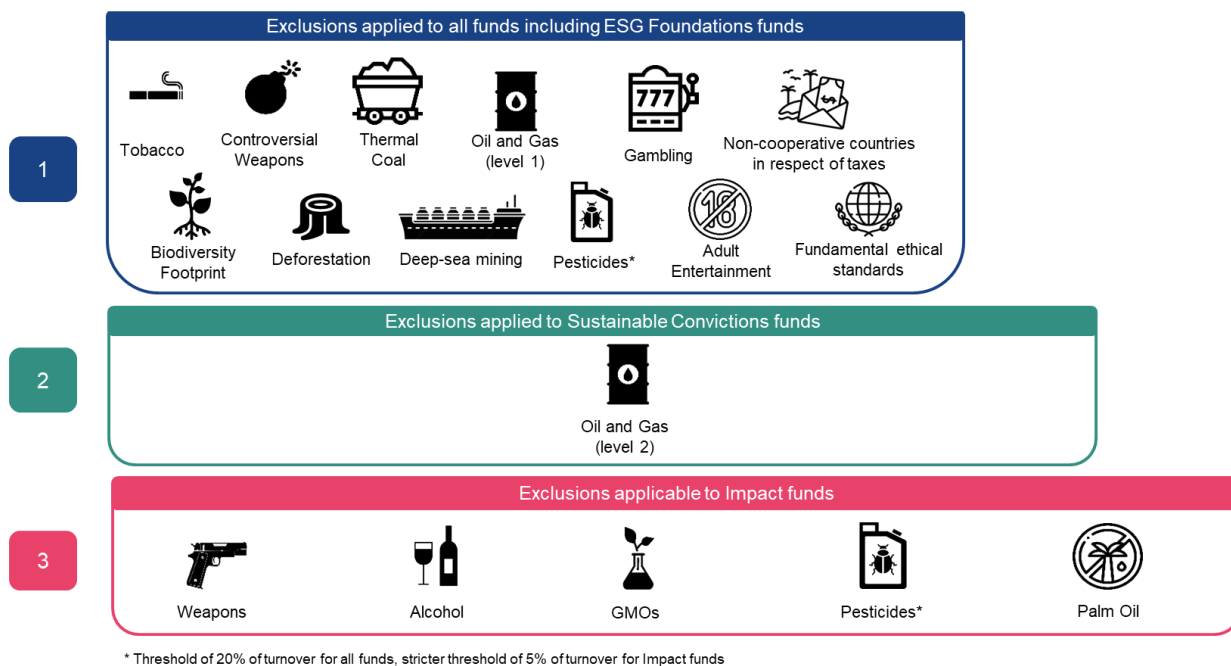 Exclusions applied to all funds including ESG Foundations funds
1
777
18
Tobacco
Controversial
Weapons
Thermal
Coal
Oil and Gas
(level 1)
Gambling
Non-cooperative countries
in respect of taxes
Biodiversity
Footprint
Deforestation
Deep-sea mining
Pesticides*
Adult
Entertainment
Fundamental ethical
standards
Exclusions applied to Sustainable Convictions funds
2
Oil and Gas
(level 2)
Exclusions applicable to Impact funds
3
Weapons
Alcohol
GMOs
Pesticides*
Palm Oil
* Threshold of 20% of turnover for all funds, stricter threshold of 5% of turnover for Impact funds